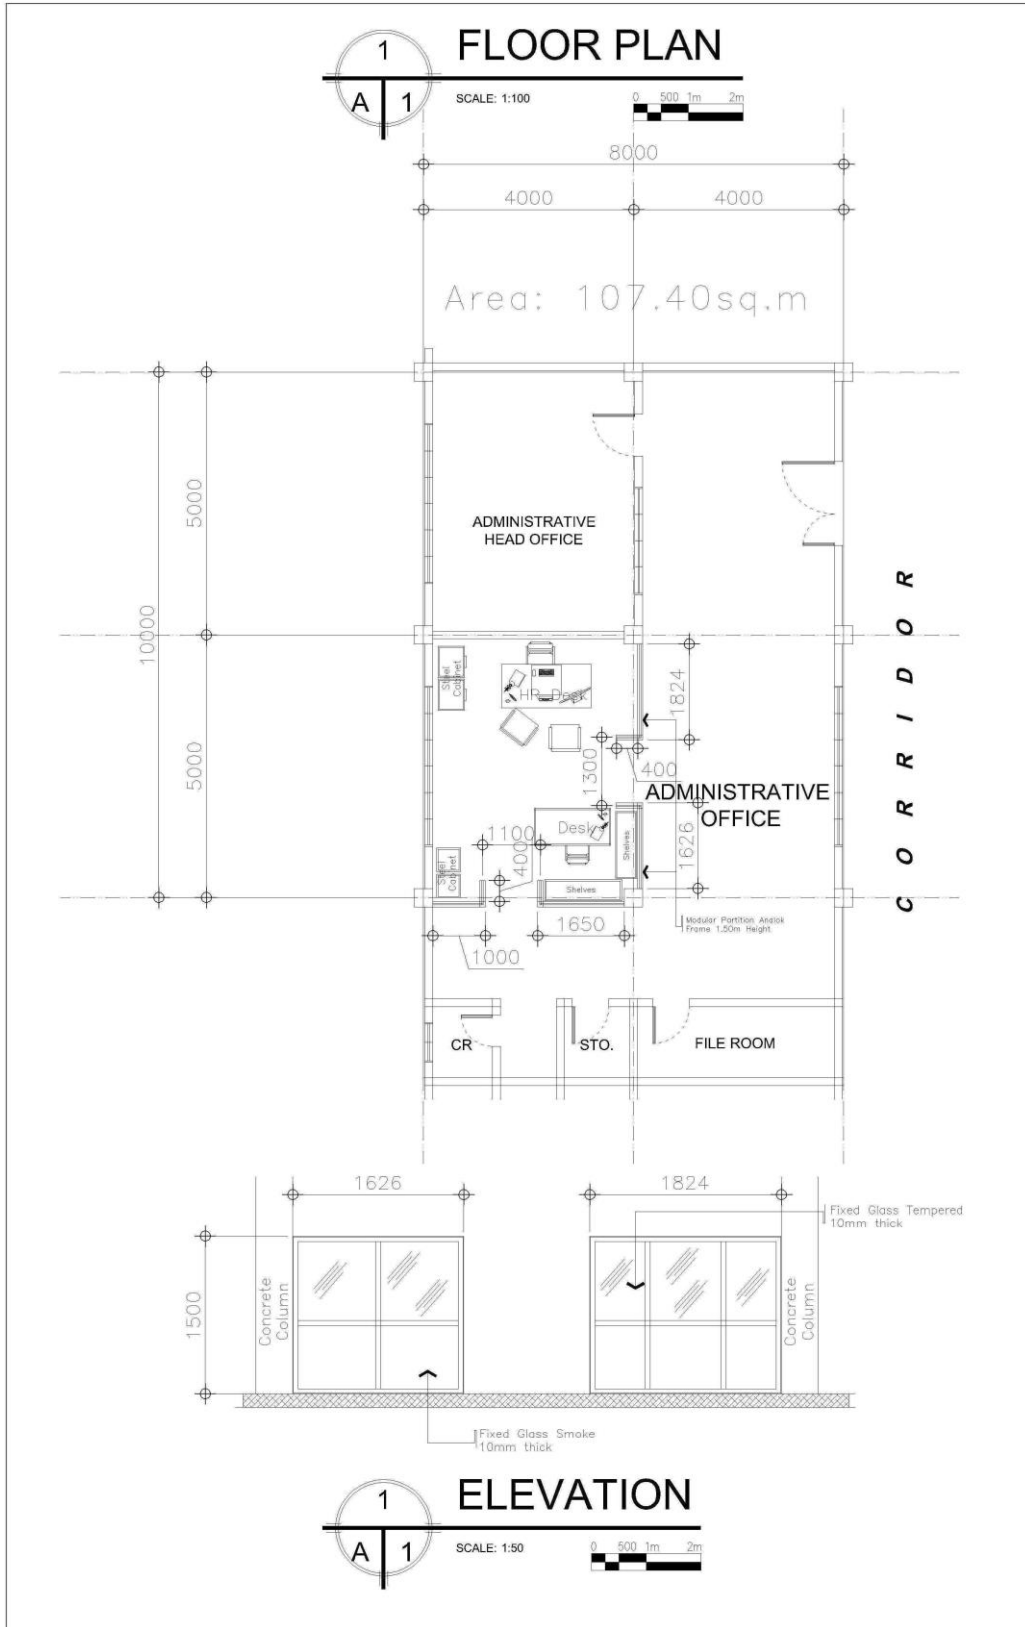 1
A 1
FLOOR PLAN
SCALE: 1:100
0 500 1m 2m
8000
4000 4000
Area: 107.40sq.m
5000
10000
5000
ADMINISTRATIVE
HEAD OFFICE
CORRIDOR
Steel
Cabinet
HR Desk
1824
400
1300
ADMINISTRATIVE
OFFICE
Desk
1100
400
Shelves
1626
Steel
Cabinet
Shelves
Modular Partition Analok
Frame 1.50m Height
1650
1000
CR
STO.
FILE ROOM
1626
1824
Fixed Glass Tempered
10mm thick
1500
Concrete
Column
Concrete
Column
Fixed Glass Smoke
10mm thick
1
A 1
ELEVATION
SCALE: 1:50
0 500 1m 2m